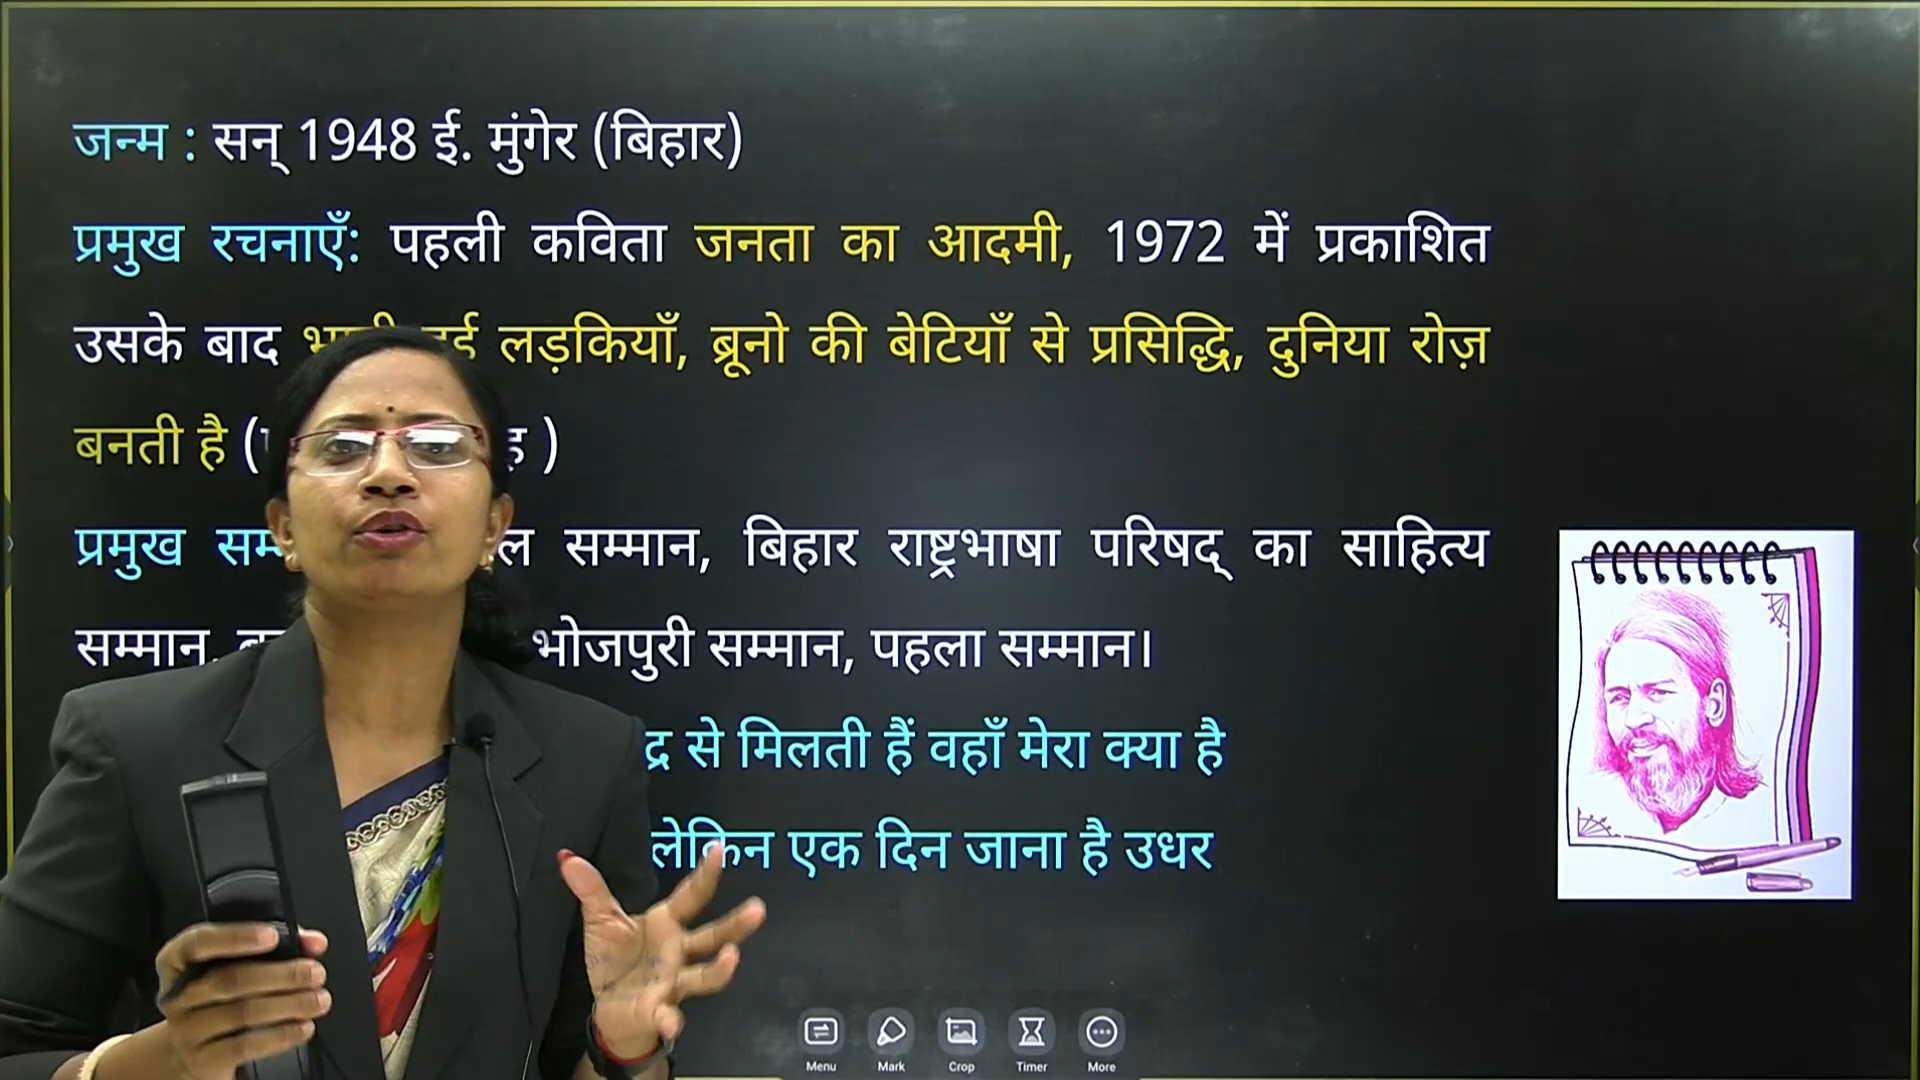 जन्म : सन् 1948 ई. मुंगेर (बिहार)
प्रमुख रचनाएँ: पहली कविता जनता का आदमी, 1972 में प्रकाशित
उसके बाद लड़कियाँ, ब्रूनो की बेटियाँ से प्रसिद्धि, दुनिया रोज़
बनती है ( )
प्रमुख सम्मान, बिहार राष्ट्रभाषा परिषद् का साहित्य
सम्मान, भोजपुरी सम्मान, पहला सम्मान।
से मिलती हैं वहाँ मेरा क्या है
लेकिन एक दिन जाना है उधर
Menu Mark Crop Timer More